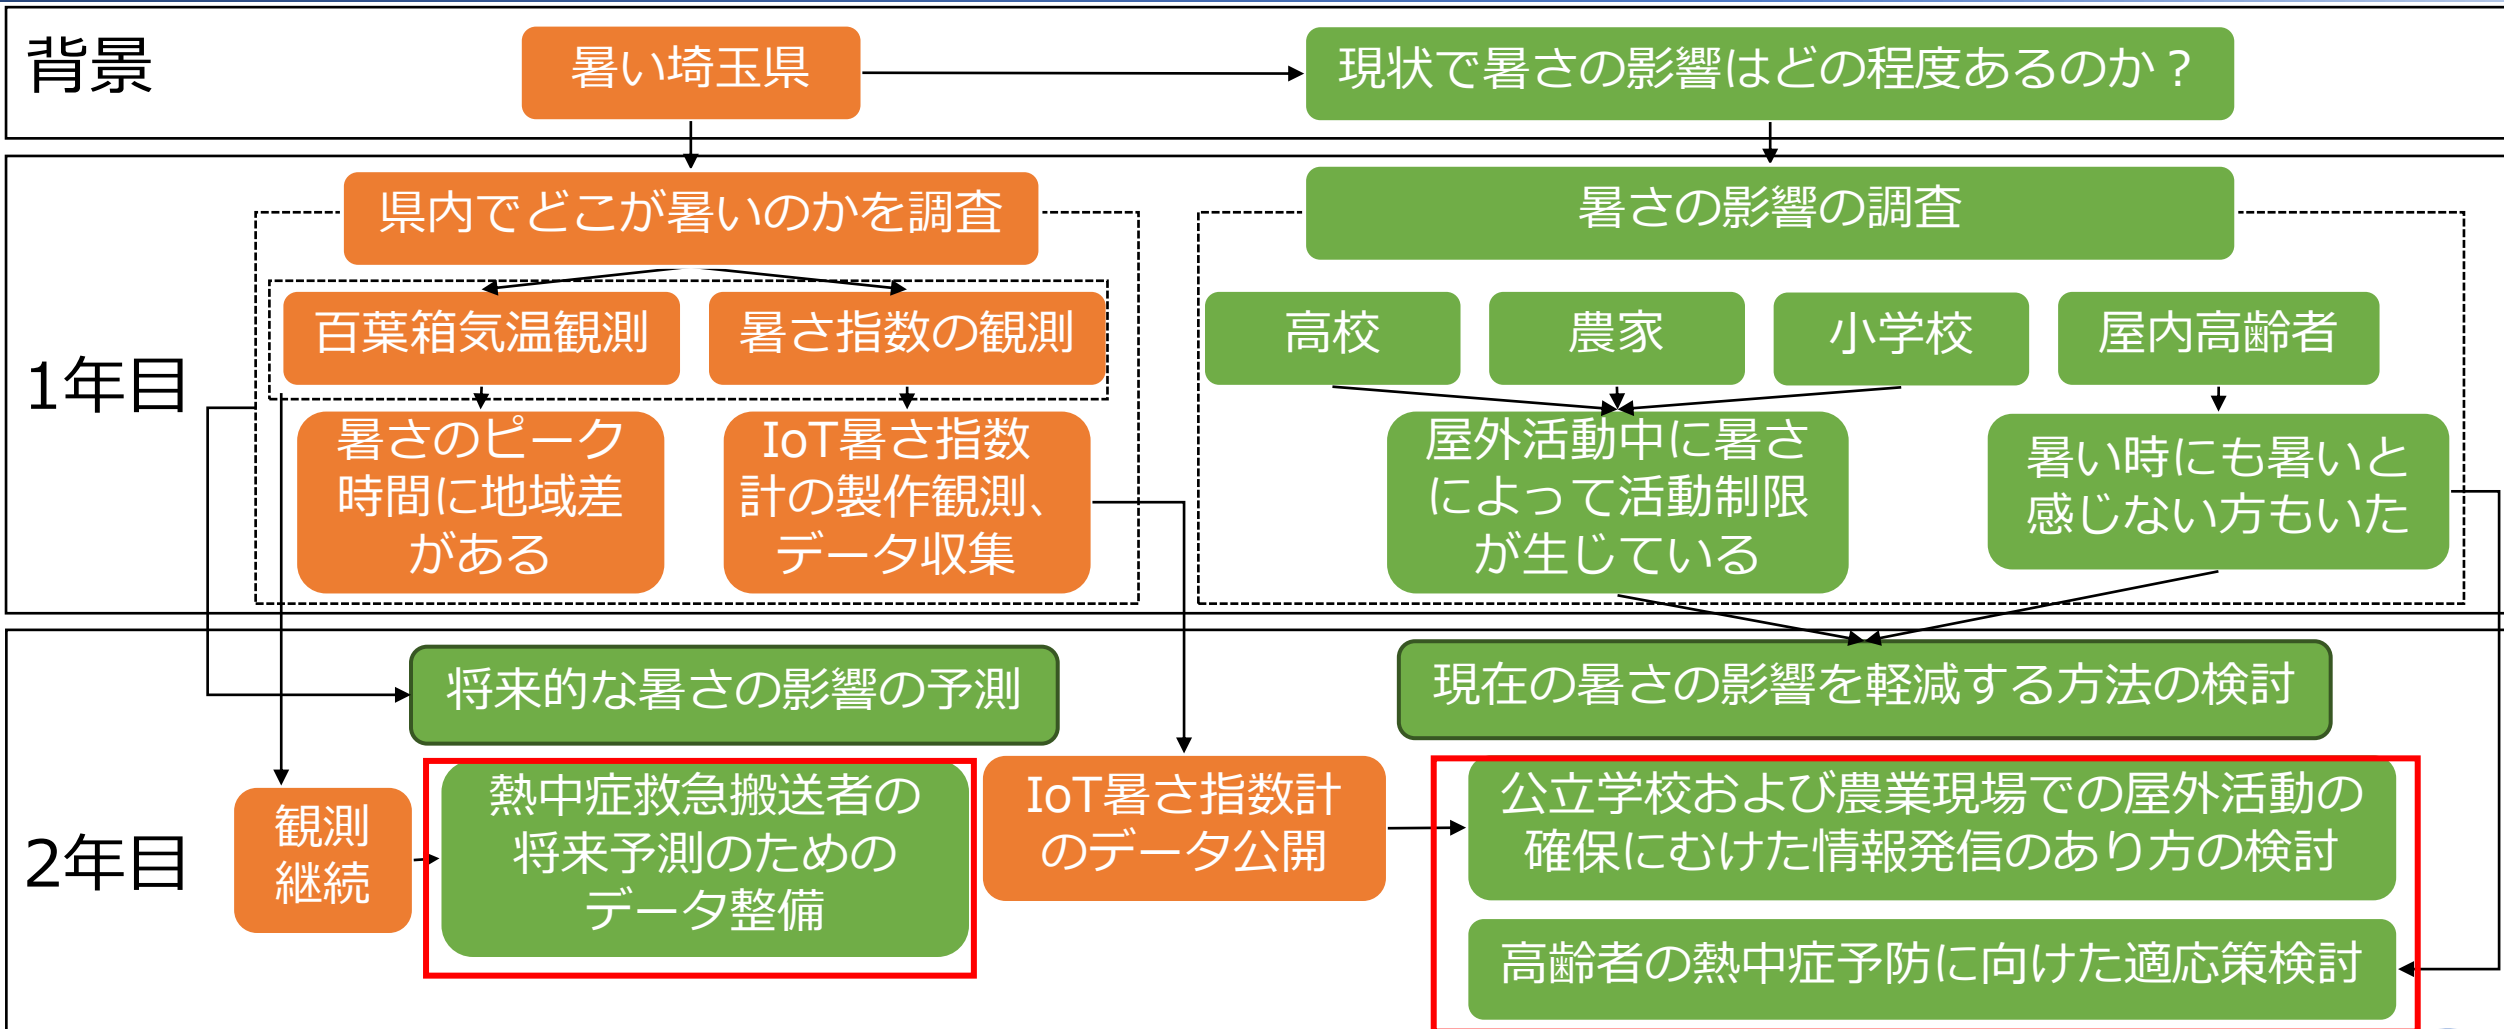 背景
暑い埼玉県
現状で暑さの影響はどの程度あるのか？
1年目
県内でどこが暑いのかを調査
暑さの影響の調査
百葉箱気温観測
暑さ指数の観測
高校
農家
小学校
屋内高齢者
暑さのピーク
時間に地域差
がある
IoT暑さ指数
計の製作観測、
データ収集
屋外活動中に暑さ
によって活動制限
が生じている
暑い時にも暑いと
感じない方もいた
2年目
将来的な暑さの影響の予測
現在の暑さの影響を軽減する方法の検討
観測
継続
熱中症救急搬送者の
将来予測のための
データ整備
IoT暑さ指数計
のデータ公開
公立学校および農業現場での屋外活動の
確保にむけた情報発信のあり方の検討
高齢者の熱中症予防に向けた適応策検討